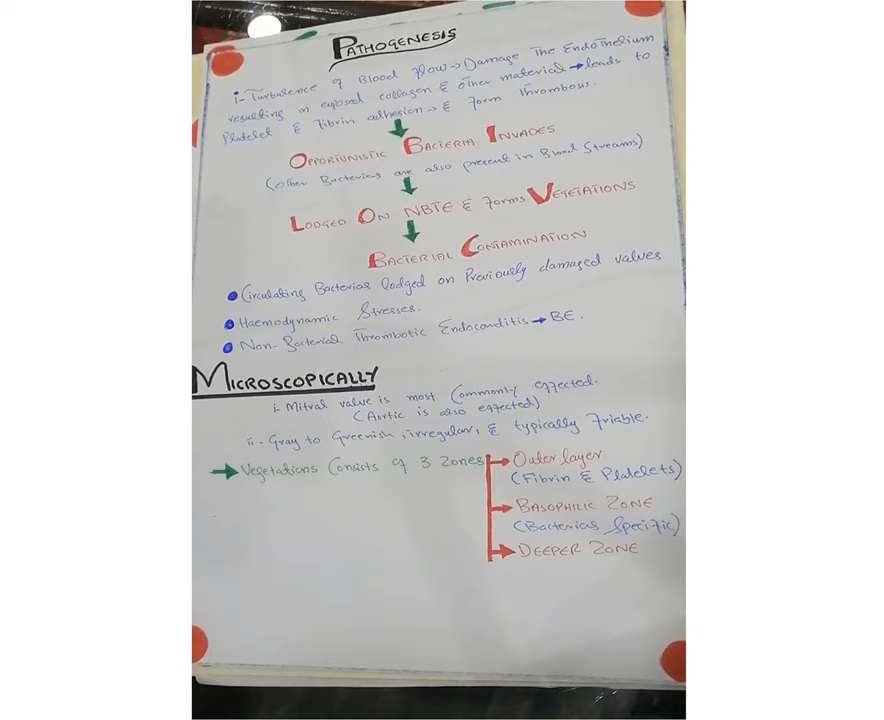 PATHOGENESIS
i- Turbulence of Blood flow → Damage The Endothelium
resulting in exposed collagen & other material → leads to
Platelet & Fibrin adhesion → & form Thrombosis.
OPPORTUNISTIC BACTERIA INVADES
(other Bacterias are also present in Blood Streams)
LODGED ON NBTE & forms VEGETATIONS
BACTERIAL CONTAMINATION
Circulating Bacterias lodged on Previously damaged valves
Haemodynamic Stresses.
Non-Bacterial Thrombotic Endoconditis → BE.
MICROSCOPICALLY
i- Mitral valve is most Commonly effected.
(Aortic is also effected)
ii- Gray to Greenish, irregular, & typically friable.
→ Vegetations Consists of 3 Zones
→ Outer layer
(Fibrin & Platelets)
→ BASOPHILIC ZONE
(Bacterias Specific)
→ DEEPER ZONE